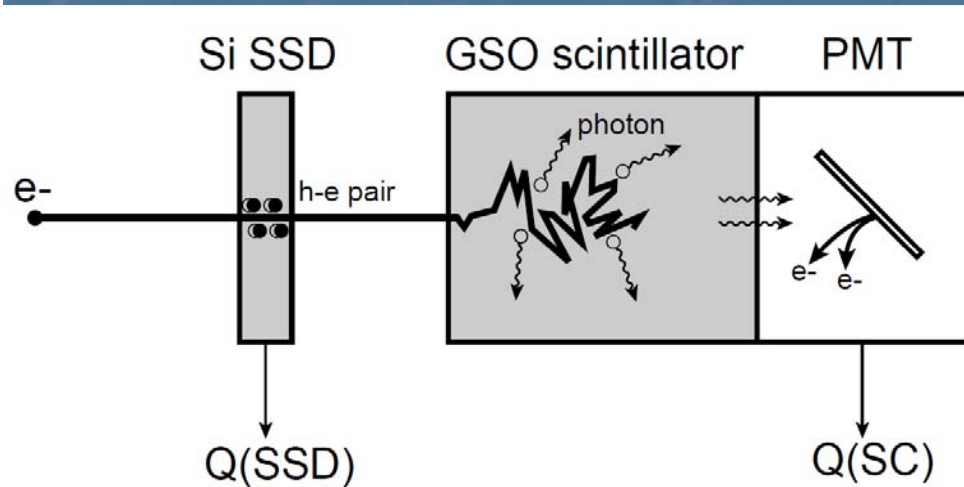 Si SSD
GSO scintillator
PMT
photon
e-
h-e pair
e-
e-
Q(SSD)
Q(SC)